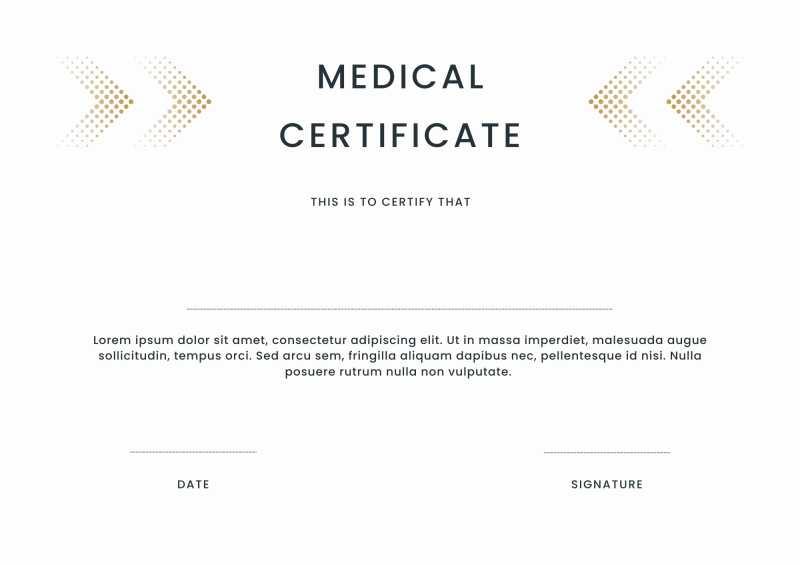 MEDICAL
CERTIFICATE
THIS IS TO CERTIFY THAT
Lorem ipsum dolor sit amet, consectetur adipiscing elit. Ut in massa imperdiet, malesuada augue
sollicitudin, tempus orci. Sed arcu sem, fringilla aliquam dapibus nec, pellentesque id nisi. Nulla
posuere rutrum nulla non vulputate.
DATE
SIGNATURE